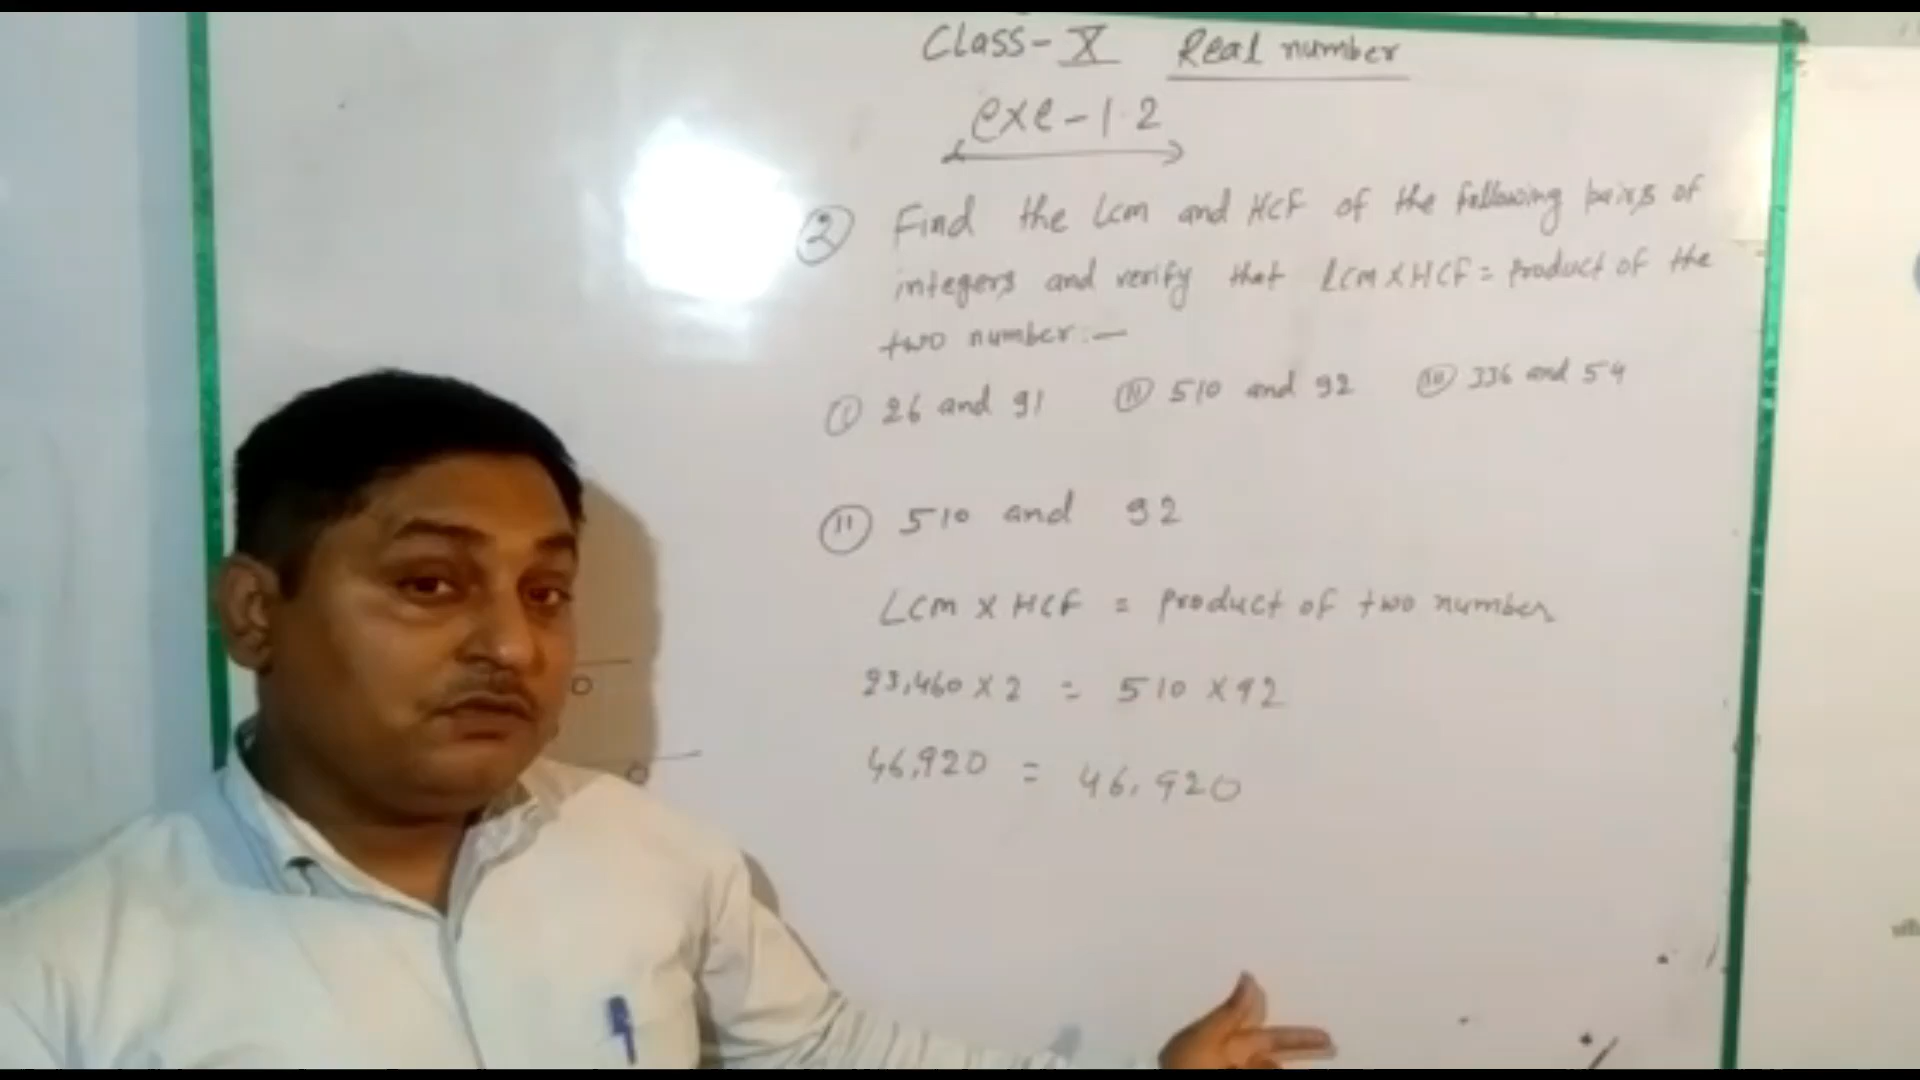 Class-X Real number
exe-1.2
② Find the Lcm and HCF of the following pairs of
integers and verify that LCM X HCF = Product of the
two number:-
(i) 26 and 91 (ii) 510 and 92 (iii) 336 and 54
(ii) 510 and 92
LCM X HCF = product of two number
23,460 X 2 = 510 X 92
46,920 = 46,920